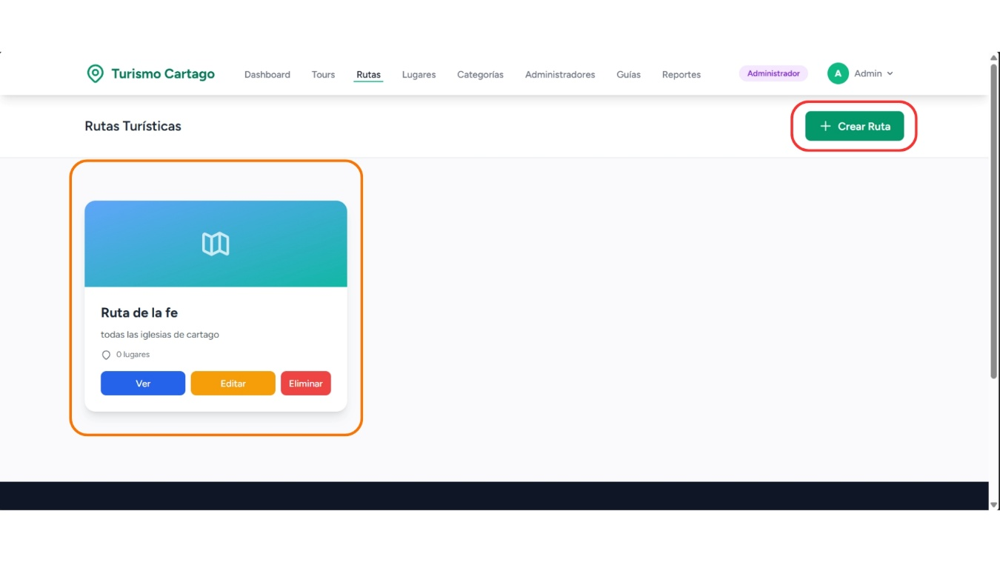 Turismo Cartago Dashboard Tours Rutas Lugares Categorías Administradores Guías Reportes Administrador A Admin
Rutas Turísticas + Crear Ruta
Ruta de la fe
todas las iglesias de cartago
0 lugares
Ver Editar Eliminar